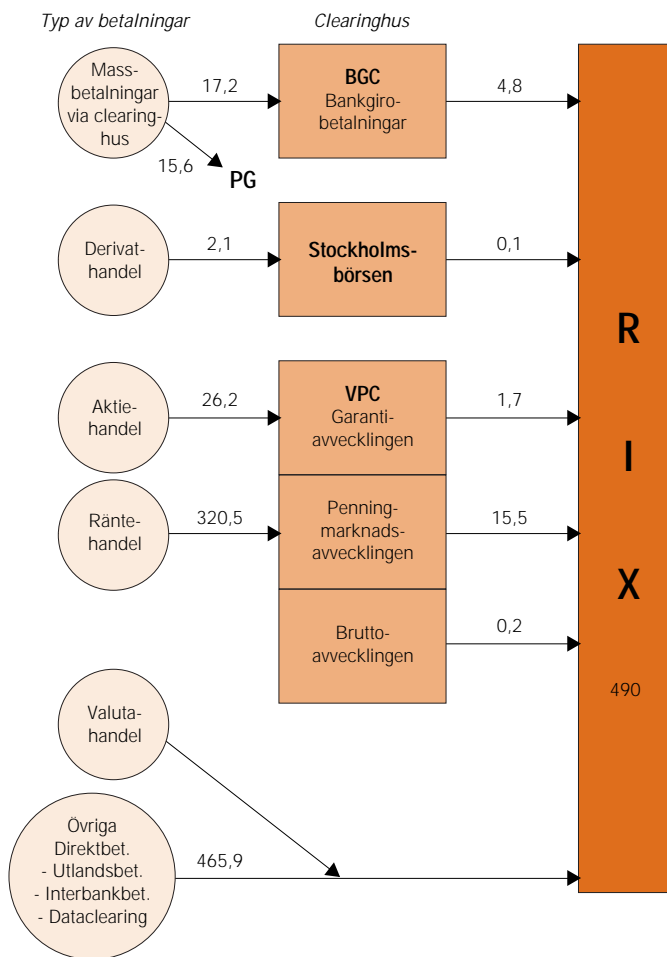 Typ av betalningar
Clearinghus
Mass-
betalningar
via clearing-
hus
17,2
BGC
Bankgiro-
betalningar
4,8
15,6
PG
Derivat-
handel
2,1
Stockholms-
börsen
0,1
Aktie-
handel
26,2
VPC
Garanti-
avvecklingen
1,7
Ränte-
handel
320,5
Penning-
marknads-
avvecklingen
15,5
Brutto-
avvecklingen
0,2
R
I
X
490
Valuta-
handel
Övriga
Direktbet.
- Utlandsbet.
- Interbankbet.
- Dataclearing
465,9